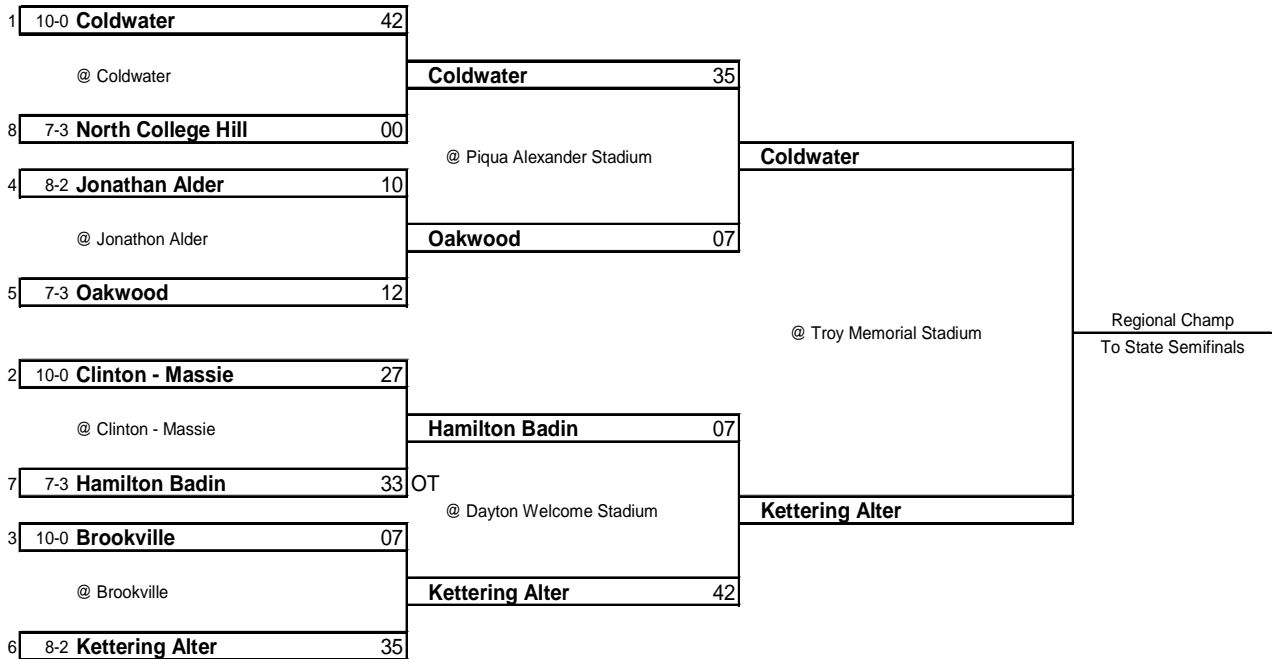 1 10-0 Coldwater 42
@ Coldwater
Coldwater 35
8 7-3 North College Hill 00
@ Piqua Alexander Stadium
Coldwater
4 8-2 Jonathan Alder 10
@ Jonathon Alder
Oakwood 07
5 7-3 Oakwood 12
@ Troy Memorial Stadium
Regional Champ
To State Semifinals
2 10-0 Clinton - Massie 27
@ Clinton - Massie
Hamilton Badin 07
7 7-3 Hamilton Badin 33 OT
@ Dayton Welcome Stadium
Kettering Alter
3 10-0 Brookville 07
@ Brookville
Kettering Alter 42
6 8-2 Kettering Alter 35